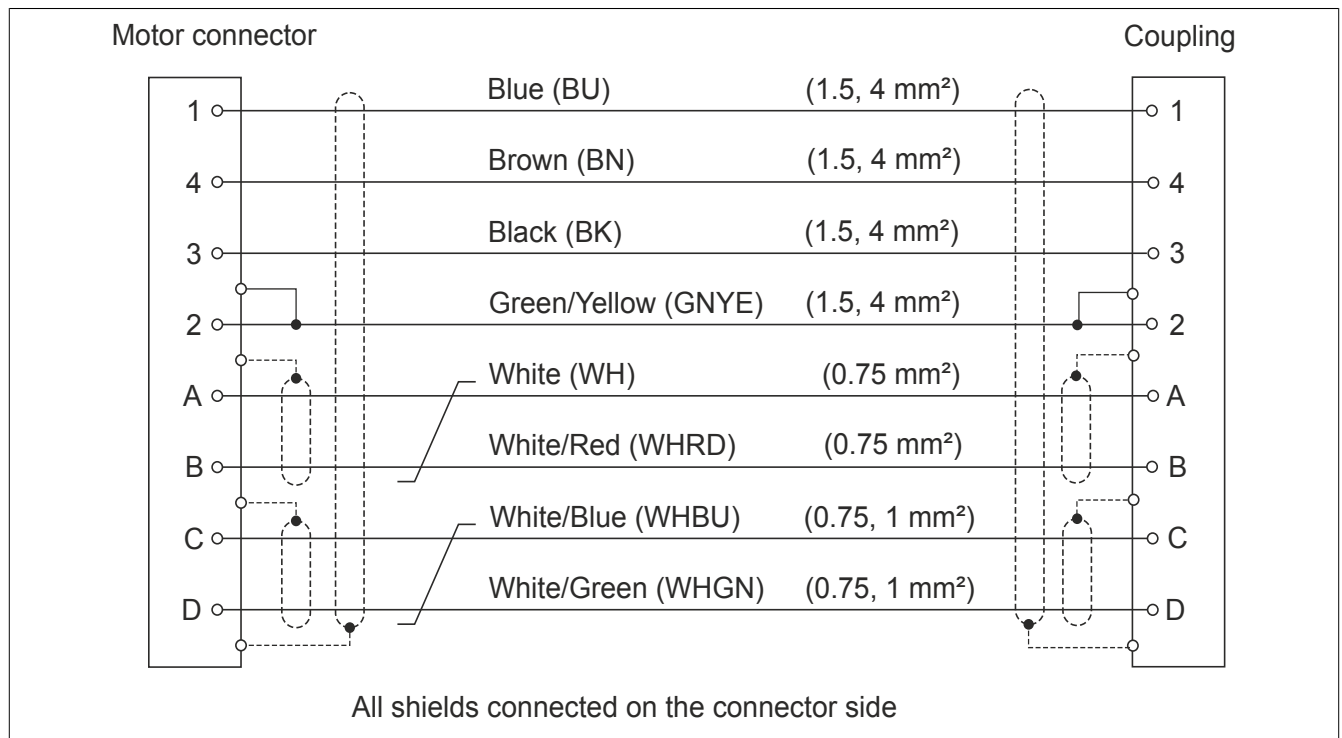 Motor connector Coupling
1 Blue (BU) (1.5, 4 mm²) 1
4 Brown (BN) (1.5, 4 mm²) 4
3 Black (BK) (1.5, 4 mm²) 3
2 Green/Yellow (GNYE) (1.5, 4 mm²) 2
A White (WH) (0.75 mm²) A
B White/Red (WHRD) (0.75 mm²) B
C White/Blue (WHBU) (0.75, 1 mm²) C
D White/Green (WHGN) (0.75, 1 mm²) D
All shields connected on the connector side